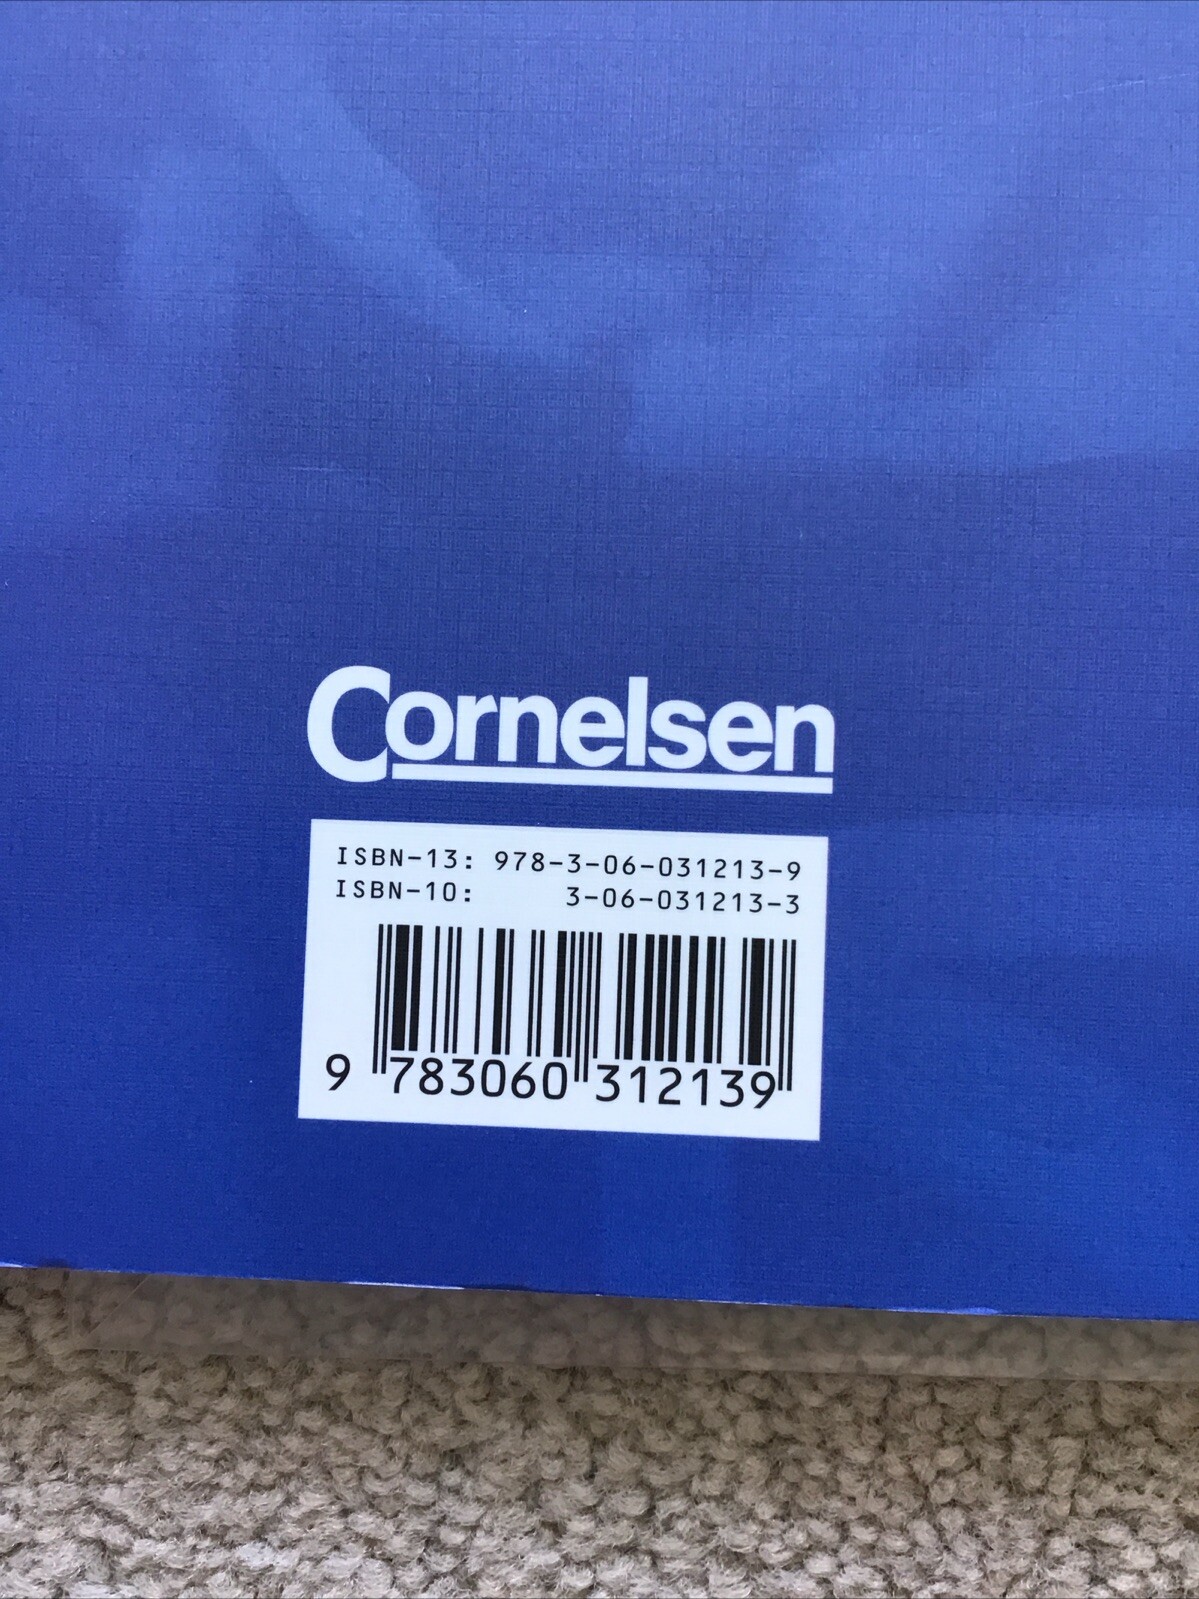 Cornelsen
ISBN-13: 978-3-06-031213-9
ISBN-10: 3-06-031213-3
9 783060 312139